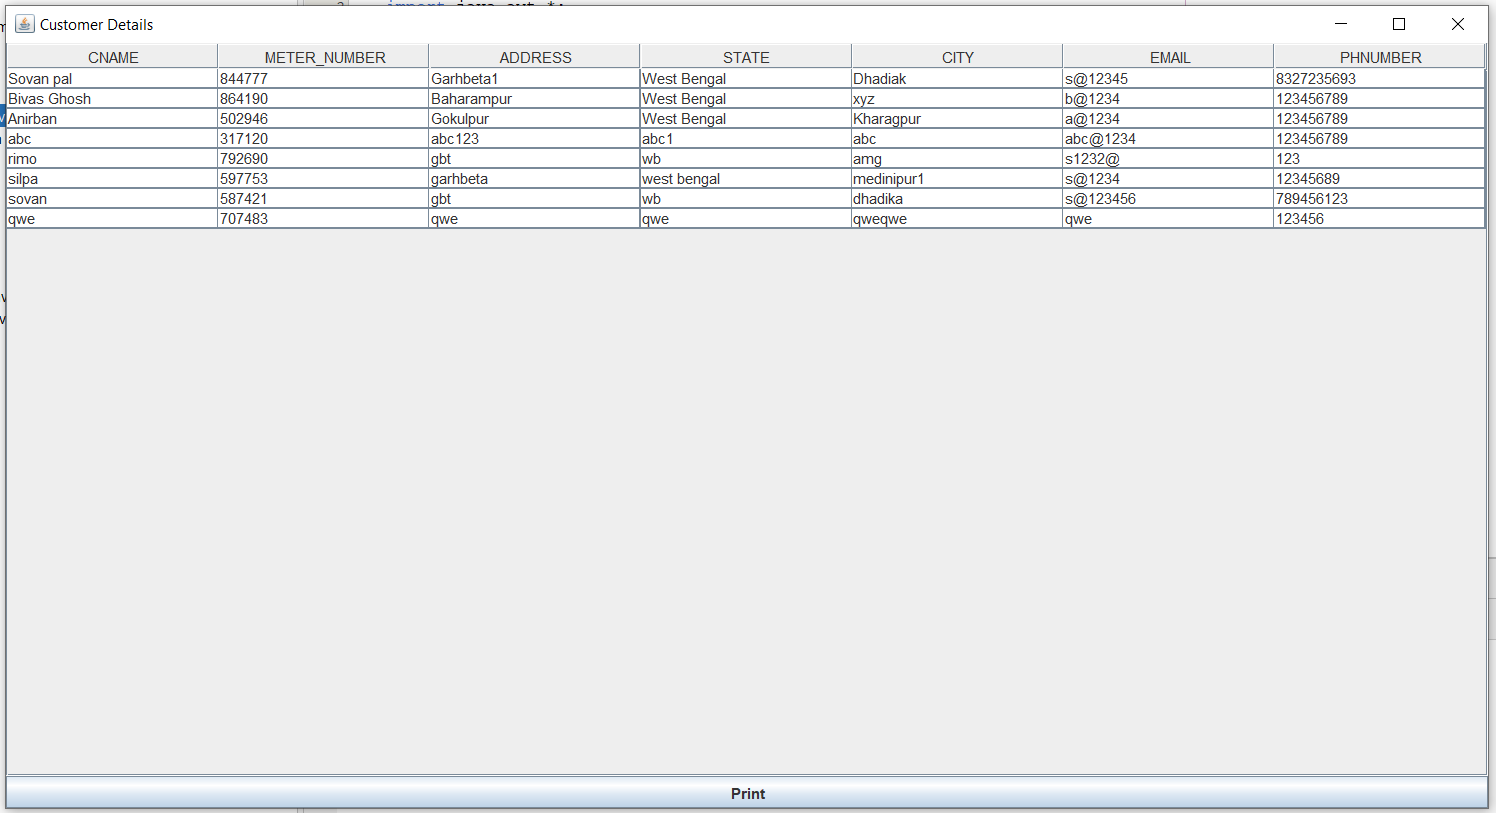 import java.awt.*;
Customer Details
CNAME METER_NUMBER ADDRESS STATE CITY EMAIL PHNUMBER
Sovan pal 844777 Garhbeta1 West Bengal Dhadiak s@12345 8327235693
Bivas Ghosh 864190 Baharampur West Bengal xyz b@1234 123456789
Anirban 502946 Gokulpur West Bengal Kharagpur a@1234 123456789
abc 317120 abc123 abc1 abc abc@1234 123456789
rimo 792690 gbt wb amg s1232@ 123
silpa 597753 garhbeta west bengal medinipur1 s@1234 12345689
sovan 587421 gbt wb dhadika s@123456 789456123
qwe 707483 qwe qwe qweqwe qwe 123456
Print